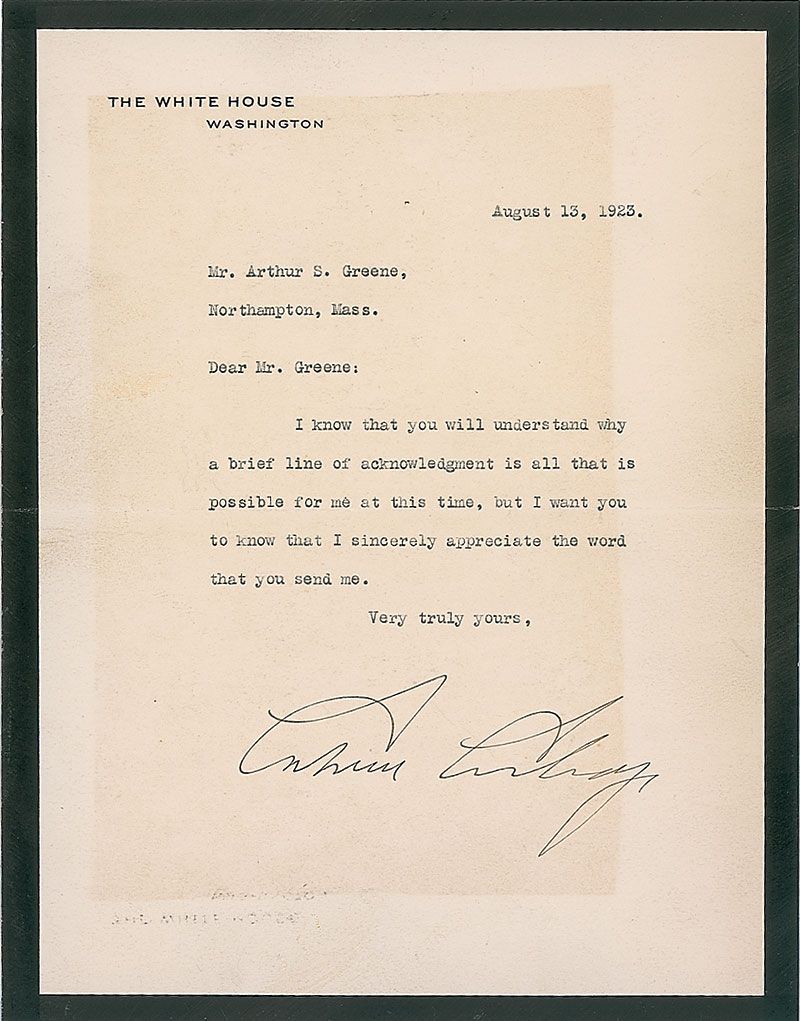 THE WHITE HOUSE
WASHINGTON
August 13, 1923.
Mr. Arthur S. Greene,
Northampton, Mass.
Dear Mr. Greene:
I know that you will understand why
a brief line of acknowledgment is all that is
possible for me at this time, but I want you
to know that I sincerely appreciate the word
that you send me.
Very truly yours,
Calvin Coolidge